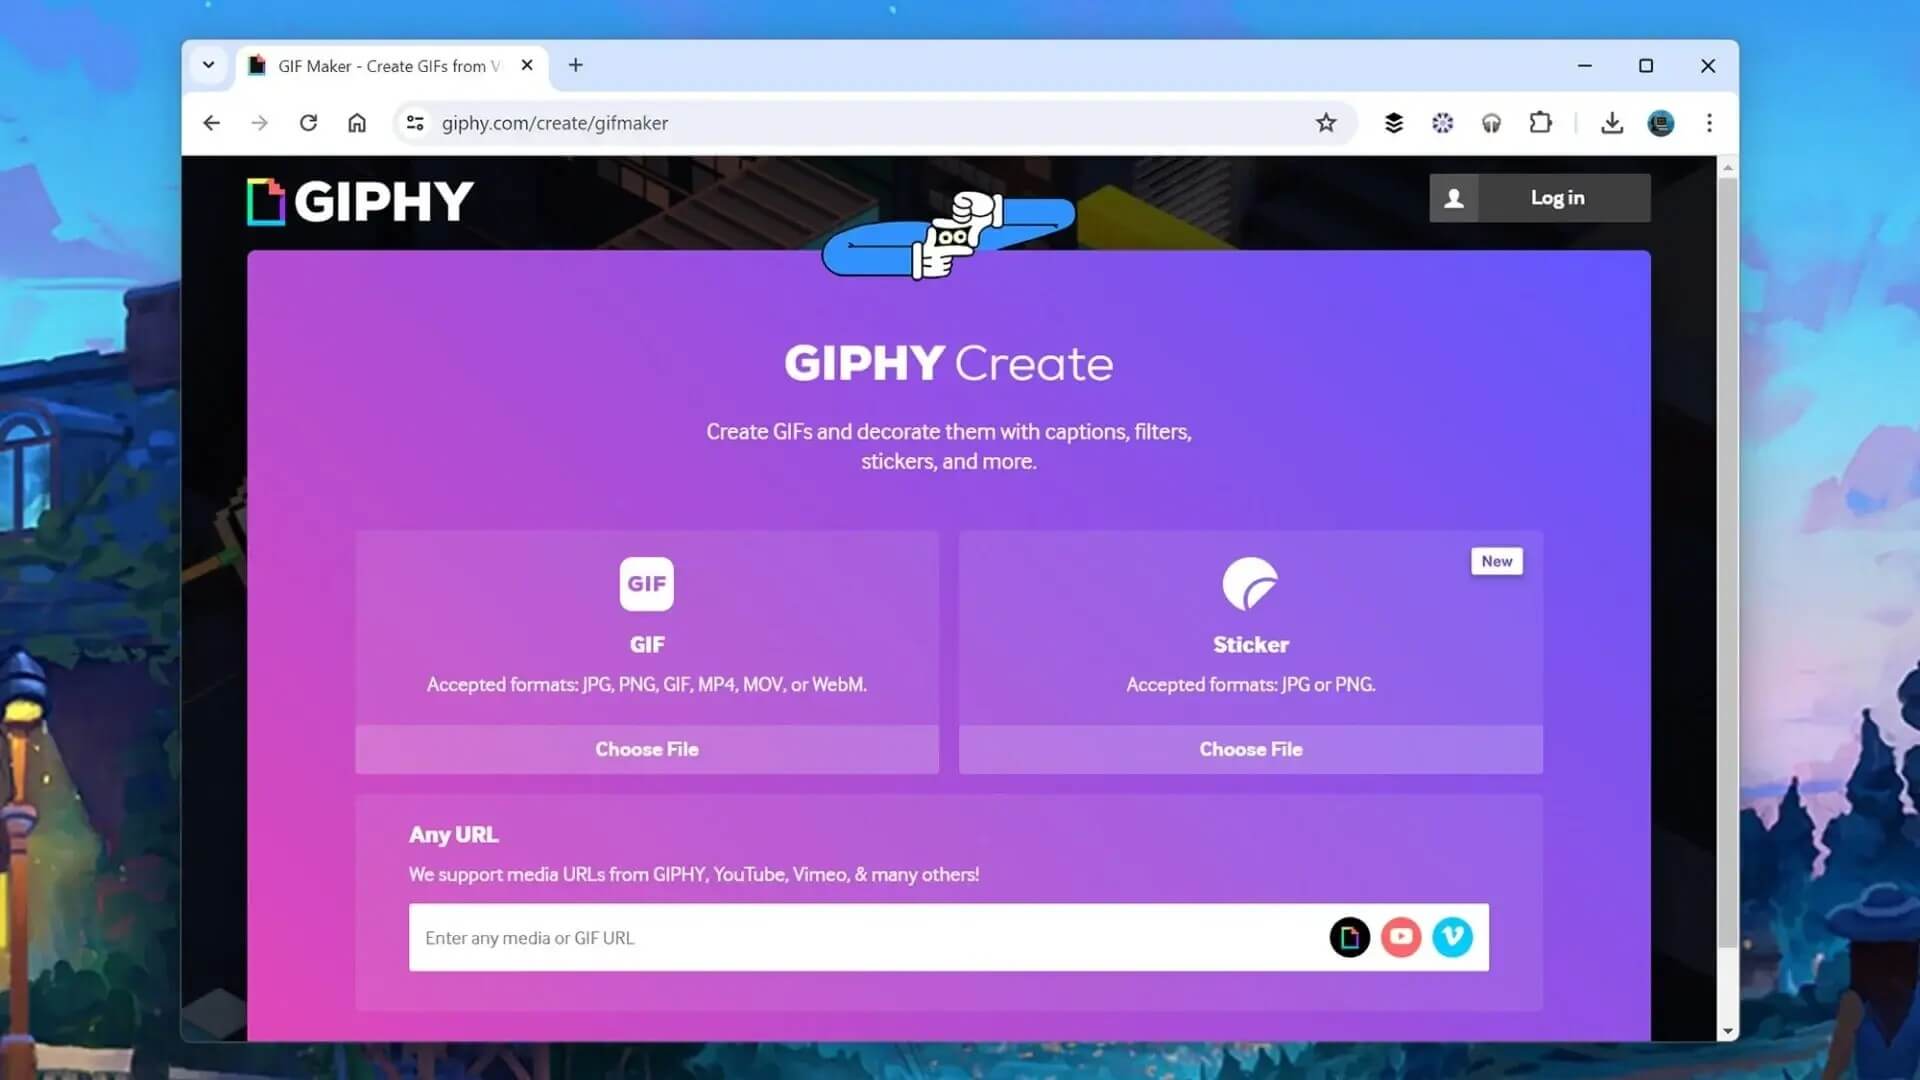 GIF Maker - Create GIFs from V
giphy.com/create/gifmaker
GIPHY
Log in
GIPHY Create
Create GIFs and decorate them with captions, filters,
stickers, and more.
GIF
GIF
Accepted formats: JPG, PNG, GIF, MP4, MOV, or WebM.
Choose File
New
Sticker
Accepted formats: JPG or PNG.
Choose File
Any URL
We support media URLs from GIPHY, YouTube, Vimeo, & many others!
Enter any media or GIF URL